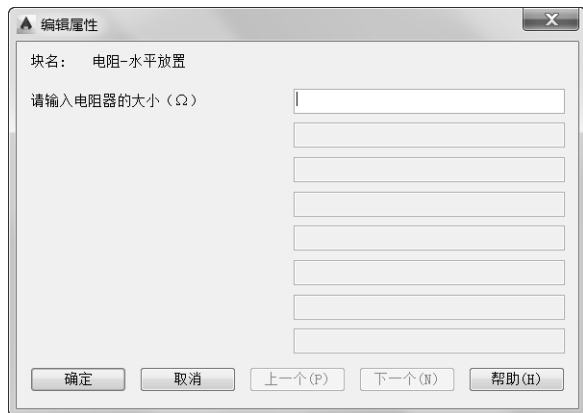 编辑属性
块名： 电阻-水平放置
请输入电阻器的大小（Ω）
确定 取消 上一个(P) 下一个(N) 帮助(H)